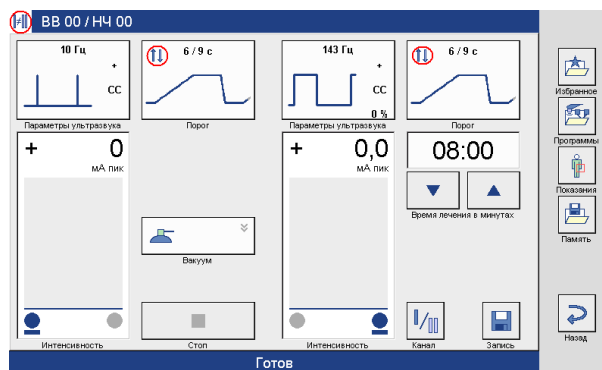 ВВ 00 / НЧ 00
10 Гц
+
СС
Параметры ультразвука
6 / 9 с
Порог
143 Гц
+
СС
0 %
Параметры ультразвука
6 / 9 с
Порог
+ 0
мА пик
Интенсивность
Вакуум
Стоп
+ 0,0
мА пик
Интенсивность
08:00
Время лечения в минутах
Канал
Запись
Избранное
Программы
Показания
Память
Назад
Готов